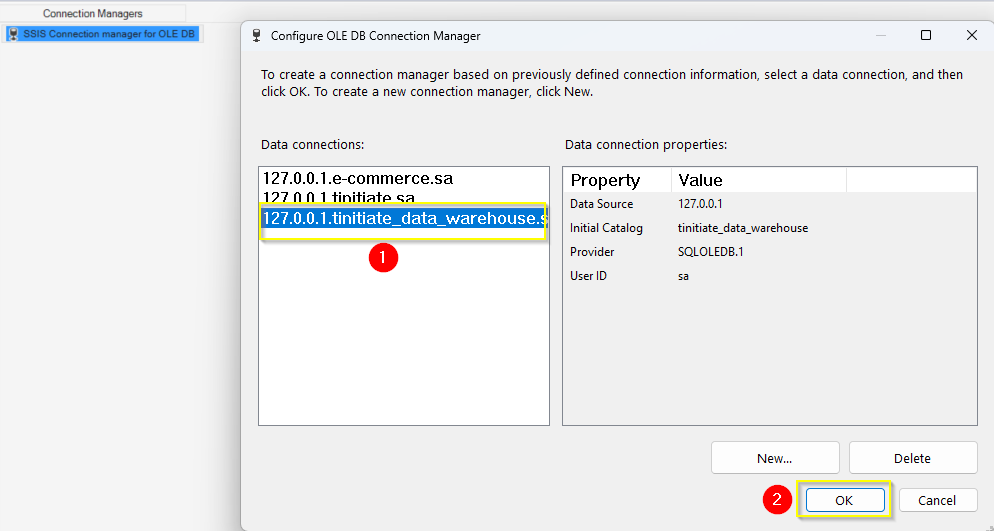 Connection Managers
SSIS Connection manager for OLE DB
Configure OLE DB Connection Manager
To create a connection manager based on previously defined connection information, select a data connection, and then
click OK. To create a new connection manager, click New.
Data connections:
127.0.0.1.e-commerce.sa
127.0.0.1.tinitiate.sa
127.0.0.1.tinitiate_data_warehouse.s
1
Data connection properties:
Property Value
Data Source 127.0.0.1
Initial Catalog tinitiate_data_warehouse
Provider SQLOLEDB.1
User ID sa
New... Delete
2 OK Cancel